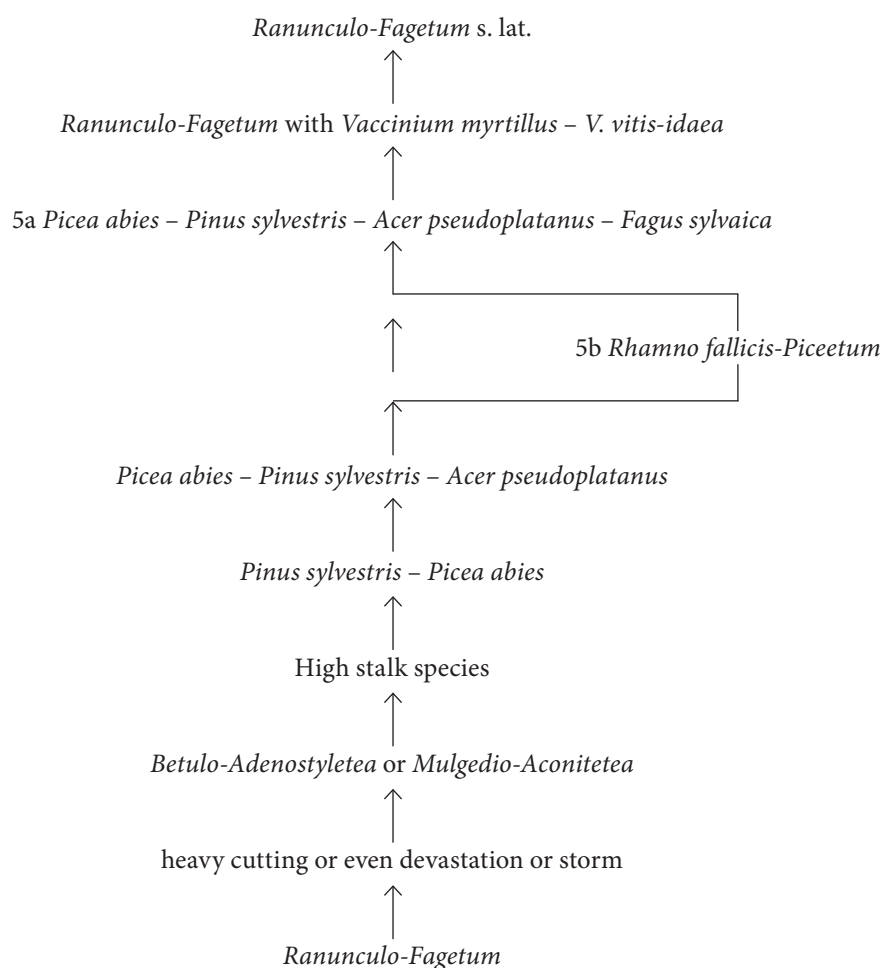 Ranunculo-Fagetum s. lat.
Ranunculo-Fagetum with Vaccinium myrtillus – V. vitis-idaea
5a Picea abies – Pinus sylvestris – Acer pseudoplatanus – Fagus sylvaica
5b Rhamno fallicis-Piceetum
Picea abies – Pinus sylvestris – Acer pseudoplatanus
Pinus sylvestris – Picea abies
High stalk species
Betulo-Adenostyletea or Mulgedio-Aconitetea
heavy cutting or even devastation or storm
Ranunculo-Fagetum